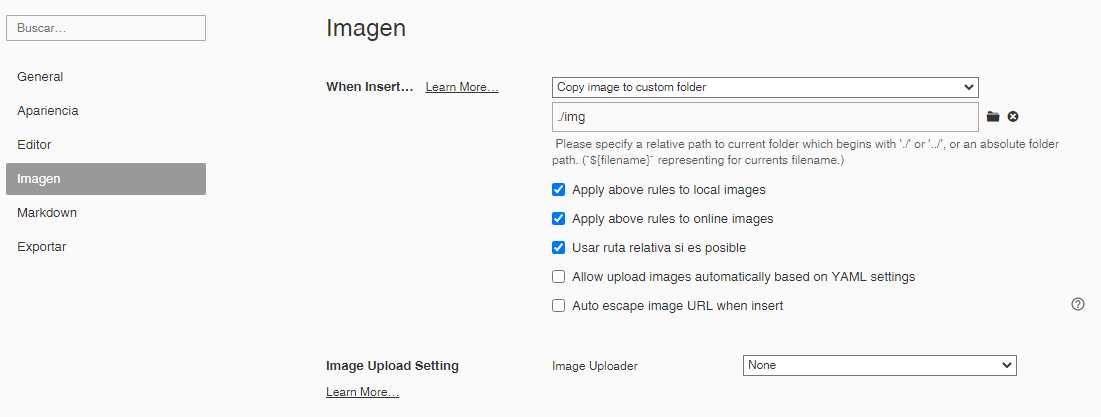 Buscar...
Imagen
General
Apariencia
Editor
Imagen
Markdown
Exportar
When Insert... Learn More...
Copy image to custom folder
./img
Please specify a relative path to current folder which begins with './' or '../', or an absolute folder
path. (`${filename}` representing for currents filename.)
Apply above rules to local images
Apply above rules to online images
Usar ruta relativa si es posible
Allow upload images automatically based on YAML settings
Auto escape image URL when insert
?
Image Upload Setting
Image Uploader
None
Learn More...